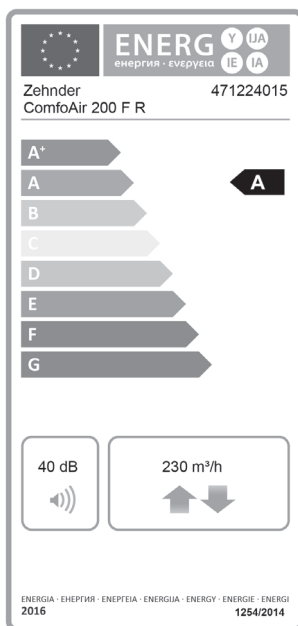 ENERG Y IJA
енергия · ενεργεια IE IA
Zehnder 471224015
ComfoAir 200 F R
A+
A A
B
C
D
E
F
G
40 dB 230 m³/h
ENERGIA · ЕНЕРГИЯ · ΕΝΕΡΓΕΙΑ · ENERGIJA · ENERGY · ENERGIE · ENERGI
2016 1254/2014